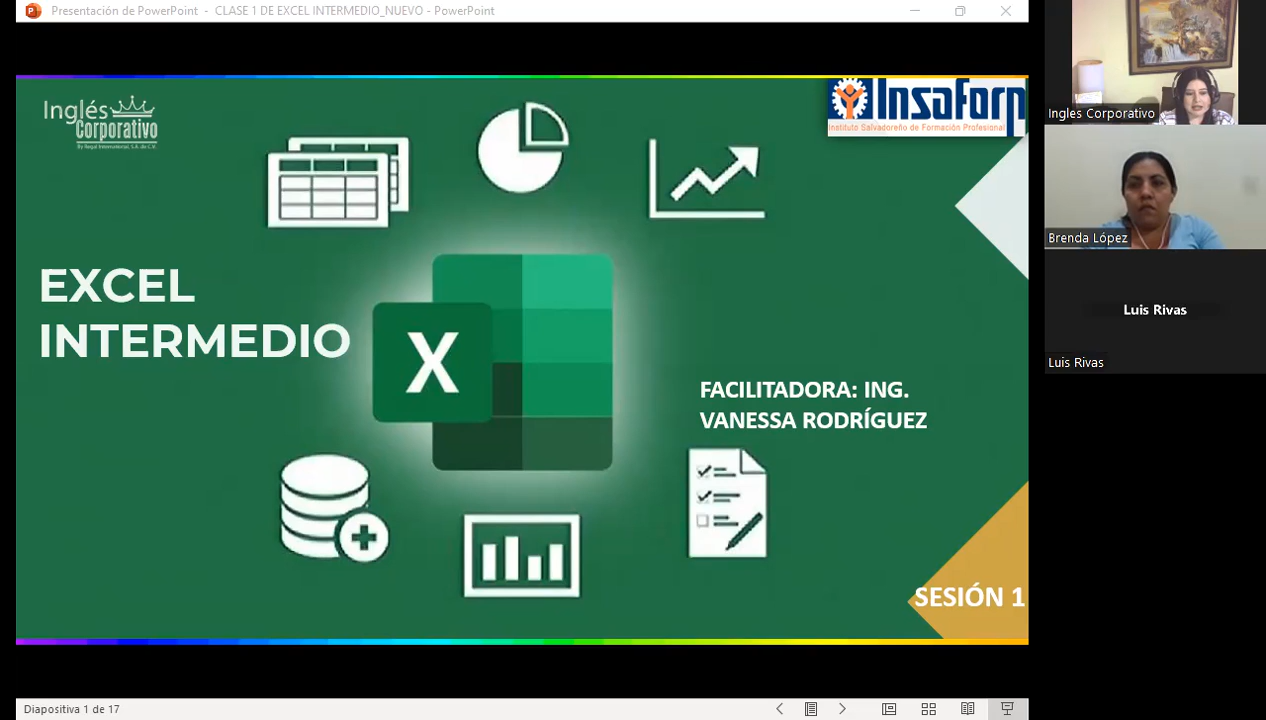 Presentación de PowerPoint - CLASE 1 DE EXCEL INTERMEDIO_NUEVO - PowerPoint
Inglés
Corporativo
InsaForp
Instituto Salvadoreño de Formación Profesional
EXCEL
INTERMEDIO
X
FACILITADORA: ING.
VANESSA RODRÍGUEZ
SESIÓN 1
Diapositiva 1 de 17
Ingles Corporativo
Brenda López
Luis Rivas
Luis Rivas